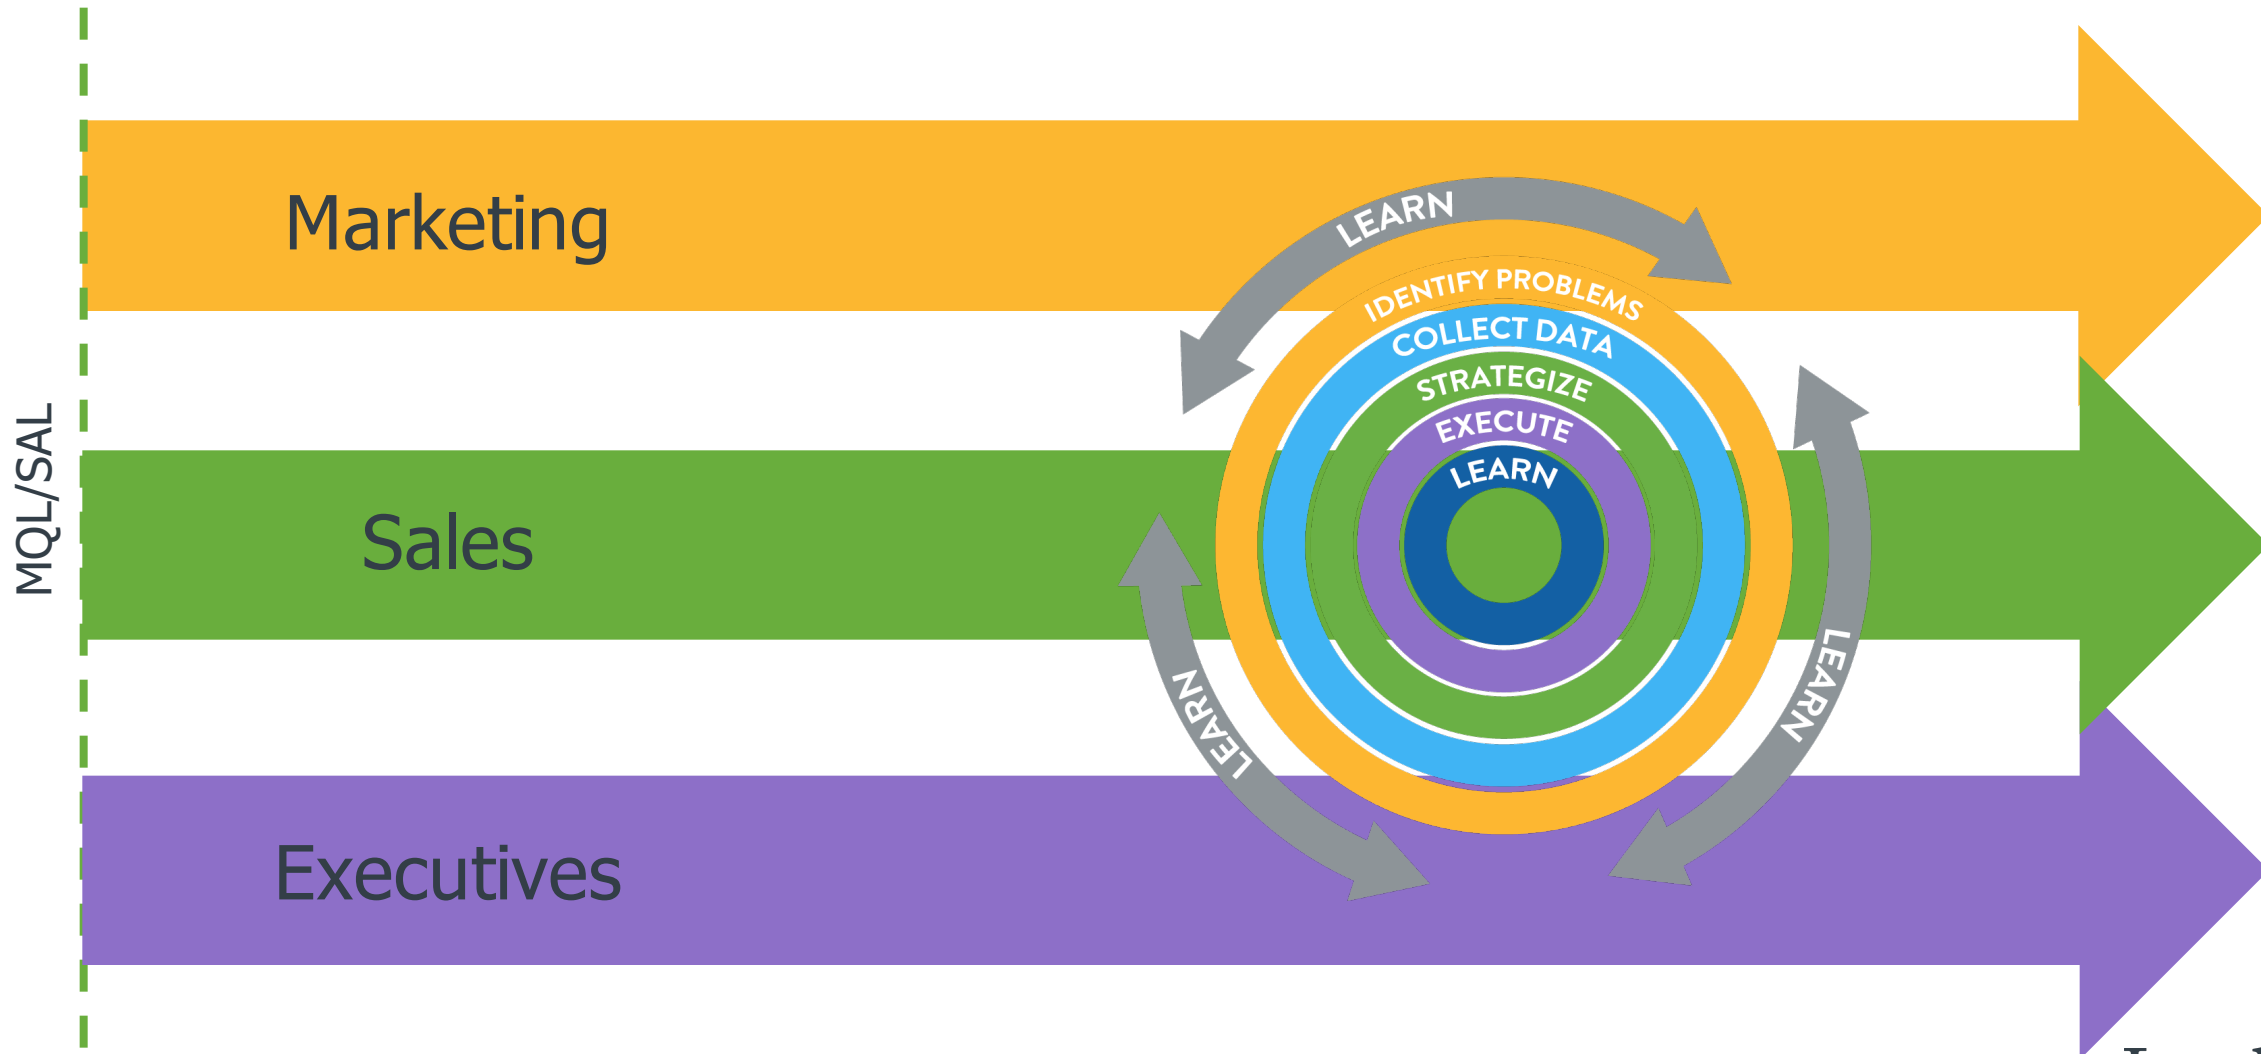 MQL/SAL
Marketing
Sales
Executives
LEARN
IDENTIFY PROBLEMS
COLLECT DATA
STRATEGIZE
EXECUTE
LEARN
LEARN
LEARN